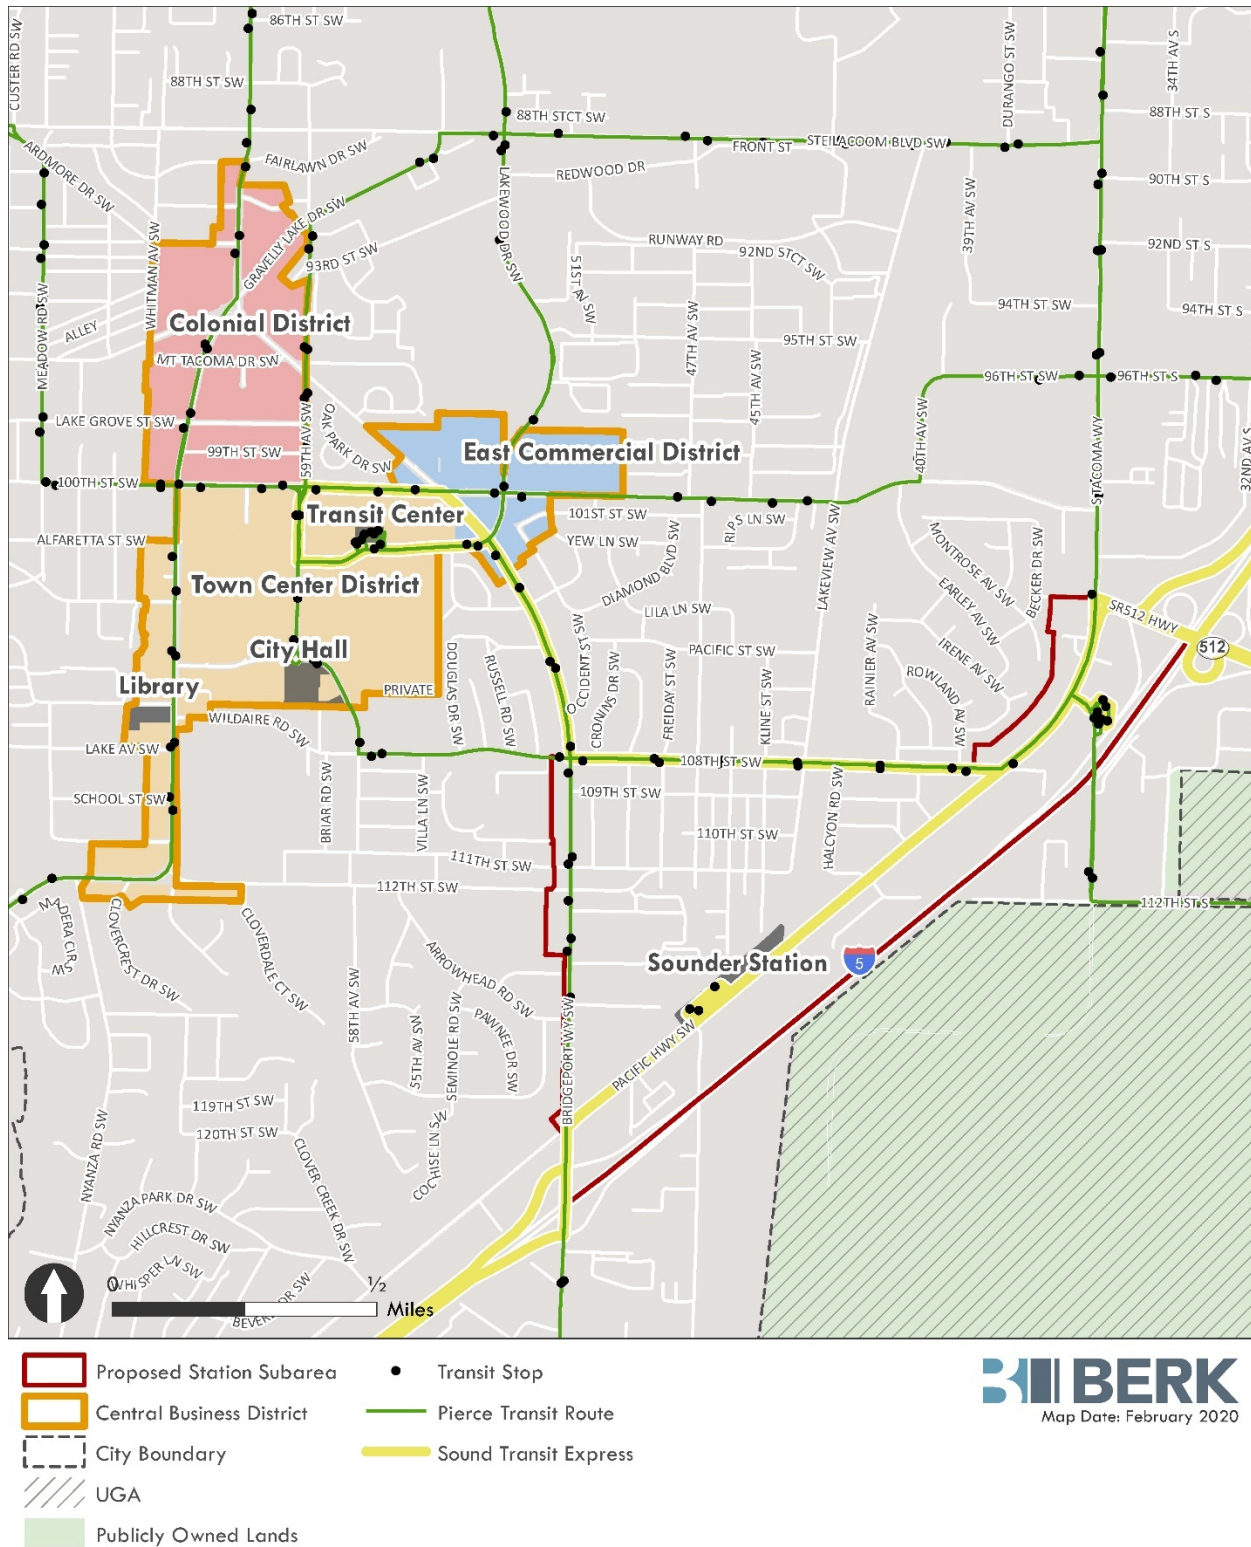 86TH ST SW
CUSTER RD SW
88TH ST SW
88TH STCT SW
DURANGO ST SW
34TH AV S
88TH ST S
FRONT ST
STEILACOOM BLVD SW
ARDMORE DR SW
FAIRLAWN DR SW
REDWOOD DR
90TH ST S
LAKEWOOD DR SW
GRAVELLY LAKE DR SW
WHITMAN AV SW
93RD ST SW
RUNWAY RD
92ND STCT SW
39TH AV SW
92ND ST S
51ST AV SW
MEADOW RD SW
ALLEY
Colonial District
94TH ST SW
94TH ST S
47TH AV SW
95TH ST SW
MT TACOMA DR SW
45TH AV SW
96TH ST SW
96TH ST S
LAKE GROVE ST SW
59TH AV SW
OAK PARK DR SW
99TH ST SW
East Commercial District
40TH AV SW
S TACOMA WY
32ND AV S
100TH ST SW
Transit Center
101ST ST SW
RIPS LN SW
ALFARETTA ST SW
YEW LN SW
DIAMOND BLVD SW
LAKEVIEW AV SW
MONTROSE AV SW
BECKER DR SW
EARLEY AV SW
Town Center District
LILA LN SW
SR512 HWY
512
City Hall
OCCIDENT ST SW
PACIFIC ST SW
IRENE AV SW
RAINIER AV SW
ROWLAND AV SW
DOUGLAS DR SW
RUSSELL RD SW
CRONINS DR SW
FREIDAY ST SW
KLINE ST SW
Library
PRIVATE
WILDAIRE RD SW
LAKE AV SW
108TH ST SW
SCHOOL ST SW
BRIAR RD SW
VILLA LN SW
109TH ST SW
110TH ST SW
HALCYON RD SW
111TH ST SW
112TH ST SW
112TH ST S
MADERA CIR SW
CLOVERCREST DR SW
CLOVERDALE CT SW
ARROWHEAD RD SW
Sounder Station
5
58TH AV SW
55TH AV SW
SEMINOLE RD SW
PAWNEE DR SW
BRIDGEPORT WY SW
PACIFIC HWY SW
119TH ST SW
120TH ST SW
COCHISE LN SW
NYANZA RD SW
CLOVER CREEK DR SW
NYANZA PARK DR SW
HILLCREST DR SW
WHISPER LN SW
0
½
Miles
Proposed Station Subarea
Transit Stop
BERK
Central Business District
Pierce Transit Route
Map Date: February 2020
City Boundary
Sound Transit Express
UGA
Publicly Owned Lands